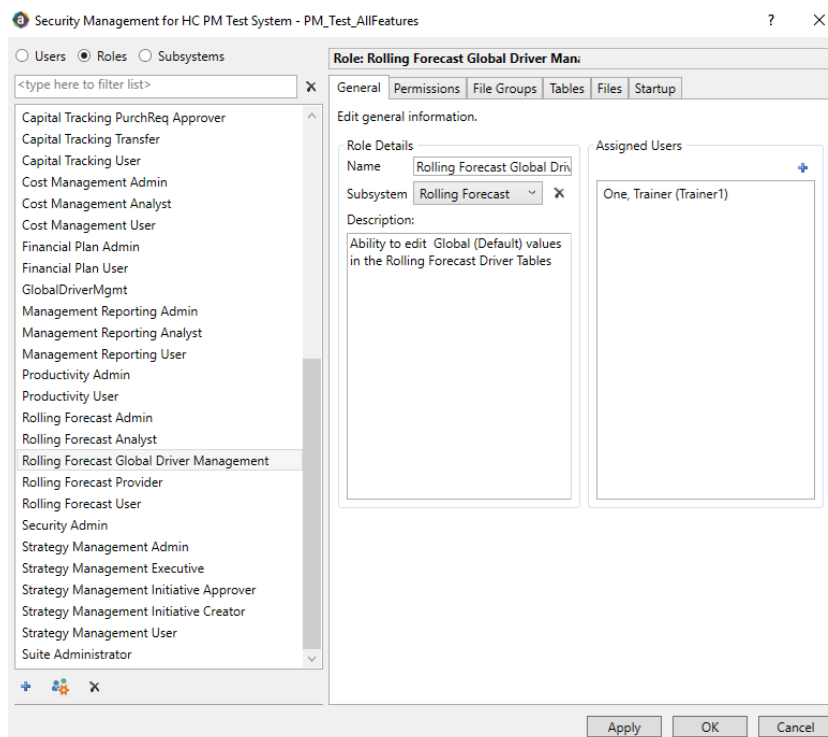 Security Management for HC PM Test System - PM_Test_AllFeatures
Users Roles Subsystems
<type here to filter list>
Capital Tracking PurchReq Approver
Capital Tracking Transfer
Capital Tracking User
Cost Management Admin
Cost Management Analyst
Cost Management User
Financial Plan Admin
Financial Plan User
GlobalDriverMgmt
Management Reporting Admin
Management Reporting Analyst
Management Reporting User
Productivity Admin
Productivity User
Rolling Forecast Admin
Rolling Forecast Analyst
Rolling Forecast Global Driver Management
Rolling Forecast Provider
Rolling Forecast User
Security Admin
Strategy Management Admin
Strategy Management Executive
Strategy Management Initiative Approver
Strategy Management Initiative Creator
Strategy Management User
Suite Administrator
Role: Rolling Forecast Global Driver Mana
General Permissions File Groups Tables Files Startup
Edit general information.
Role Details
Name Rolling Forecast Global Driv
Subsystem Rolling Forecast
Description:
Ability to edit Global (Default) values
in the Rolling Forecast Driver Tables
Assigned Users
One, Trainer (Trainer1)
Apply OK Cancel